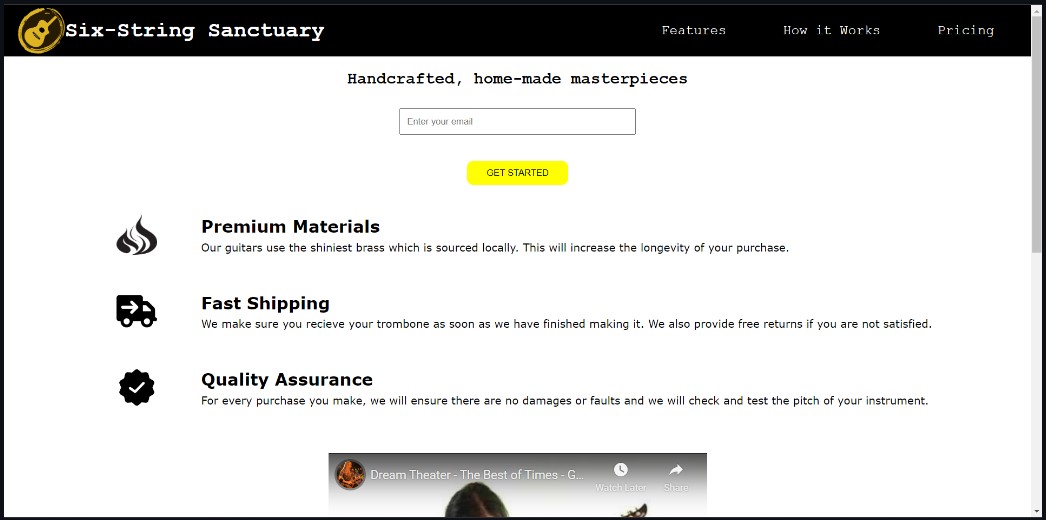 Six-String Sanctuary
Features
How it Works
Pricing
Handcrafted, home-made masterpieces
Enter your email
GET STARTED
Premium Materials
Our guitars use the shiniest brass which is sourced locally. This will increase the longevity of your purchase.
Fast Shipping
We make sure you recieve your trombone as soon as we have finished making it. We also provide free returns if you are not satisfied.
Quality Assurance
For every purchase you make, we will ensure there are no damages or faults and we will check and test the pitch of your instrument.
Dream Theater - The Best of Times - G...
Watch Later
Share